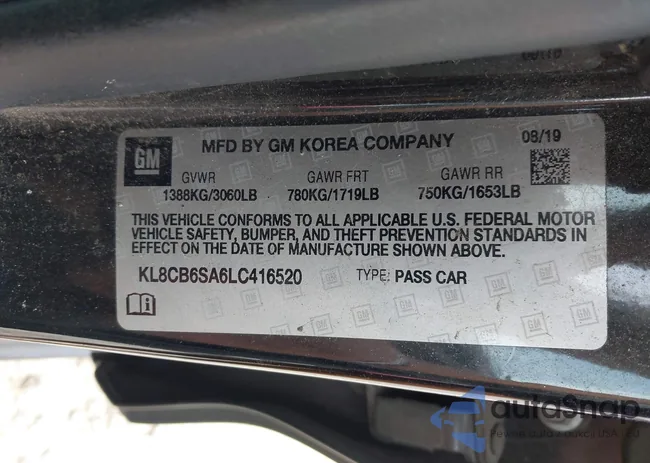 GM
MFD BY GM KOREA COMPANY
08/19
GVWR GAWR FRT GAWR RR
1388KG/3060LB 780KG/1719LB 750KG/1653LB
THIS VEHICLE CONFORMS TO ALL APPLICABLE U.S. FEDERAL MOTOR
VEHICLE SAFETY, BUMPER, AND THEFT PREVENTION STANDARDS IN
EFFECT ON THE DATE OF MANUFACTURE SHOWN ABOVE.
KL8CB6SA6LC416520 TYPE: PASS CAR
autoSnap